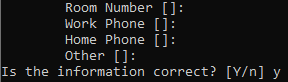 Room Number []:
Work Phone []:
Home Phone []:
Other []:
Is the information correct? [Y/n] y